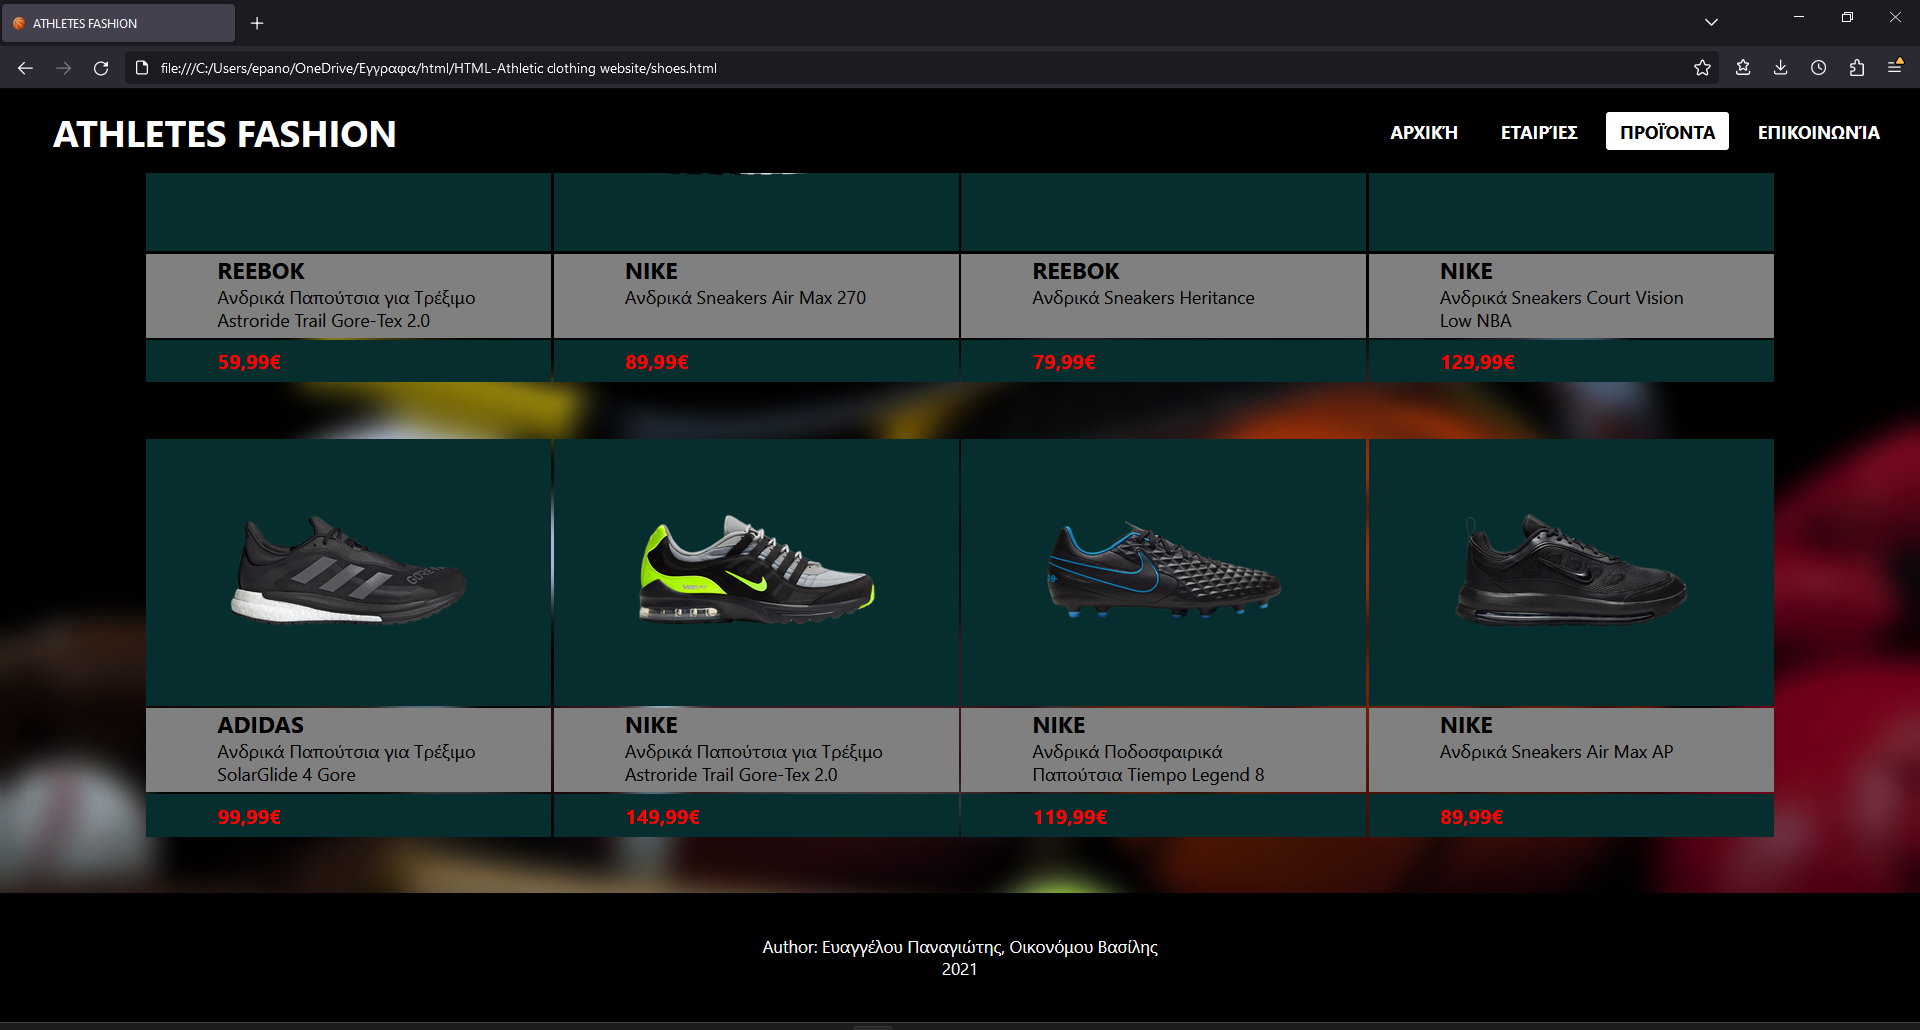 ATHLETES FASHION
file:///C:/Users/epano/OneDrive/Εγγραφα/html/HTML-Athletic clothing website/shoes.html
ATHLETES FASHION
ΑΡΧΙΚΉ
ΕΤΑΙΡΊΕΣ
ΠΡΟΪΌΝΤΑ
ΕΠΙΚΟΙΝΩΝΊΑ
REEBOK
Ανδρικά Παπούτσια για Τρέξιμο
Astroride Trail Gore-Tex 2.0
59,99€
NIKE
Ανδρικά Sneakers Air Max 270
89,99€
REEBOK
Ανδρικά Sneakers Heritance
79,99€
NIKE
Ανδρικά Sneakers Court Vision
Low NBA
129,99€
ADIDAS
Ανδρικά Παπούτσια για Τρέξιμο
SolarGlide 4 Gore
99,99€
NIKE
Ανδρικά Παπούτσια για Τρέξιμο
Astroride Trail Gore-Tex 2.0
149,99€
NIKE
Ανδρικά Ποδοσφαιρικά
Παπούτσια Tiempo Legend 8
119,99€
NIKE
Ανδρικά Sneakers Air Max AP
89,99€
Author: Ευαγγέλου Παναγιώτης, Οικονόμου Βασίλης
2021